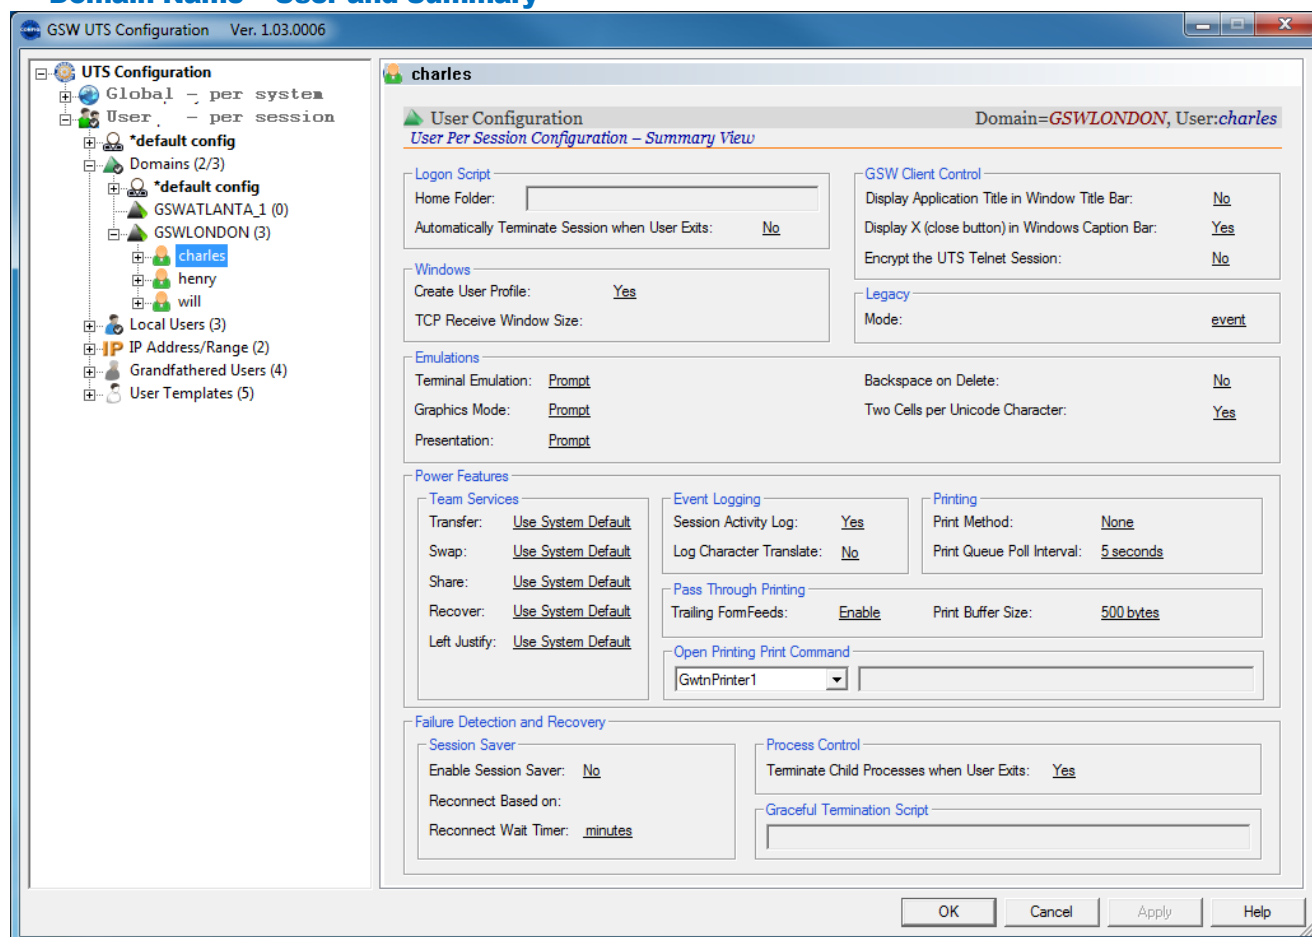 Domain Name – User and Summary
GSW UTS Configuration Ver. 1.03.0006
UTS Configuration
Global - per system
User - per session
*default config
Domains (2/3)
*default config
GSWATLANTA_1 (0)
GSWLONDON (3)
charles
henry
will
Local Users (3)
IP IP Address/Range (2)
Grandfathered Users (4)
User Templates (5)
charles
User Configuration Domain=GSWLONDON, User:charles
User Per Session Configuration – Summary View
Logon Script
Home Folder:
Automatically Terminate Session when User Exits: No
GSW Client Control
Display Application Title in Window Title Bar: No
Display X (close button) in Windows Caption Bar: Yes
Encrypt the UTS Telnet Session: No
Windows
Create User Profile: Yes
TCP Receive Window Size:
Legacy
Mode: event
Emulations
Terminal Emulation: Prompt Backspace on Delete: No
Graphics Mode: Prompt Two Cells per Unicode Character: Yes
Presentation: Prompt
Power Features
Team Services
Transfer: Use System Default
Swap: Use System Default
Share: Use System Default
Recover: Use System Default
Left Justify: Use System Default
Event Logging
Session Activity Log: Yes
Log Character Translate: No
Printing
Print Method: None
Print Queue Poll Interval: 5 seconds
Pass Through Printing
Trailing FormFeeds: Enable Print Buffer Size: 500 bytes
Open Printing Print Command
GwtnPrinter1
Failure Detection and Recovery
Session Saver
Enable Session Saver: No
Reconnect Based on:
Reconnect Wait Timer: minutes
Process Control
Terminate Child Processes when User Exits: Yes
Graceful Termination Script
OK Cancel Apply Help